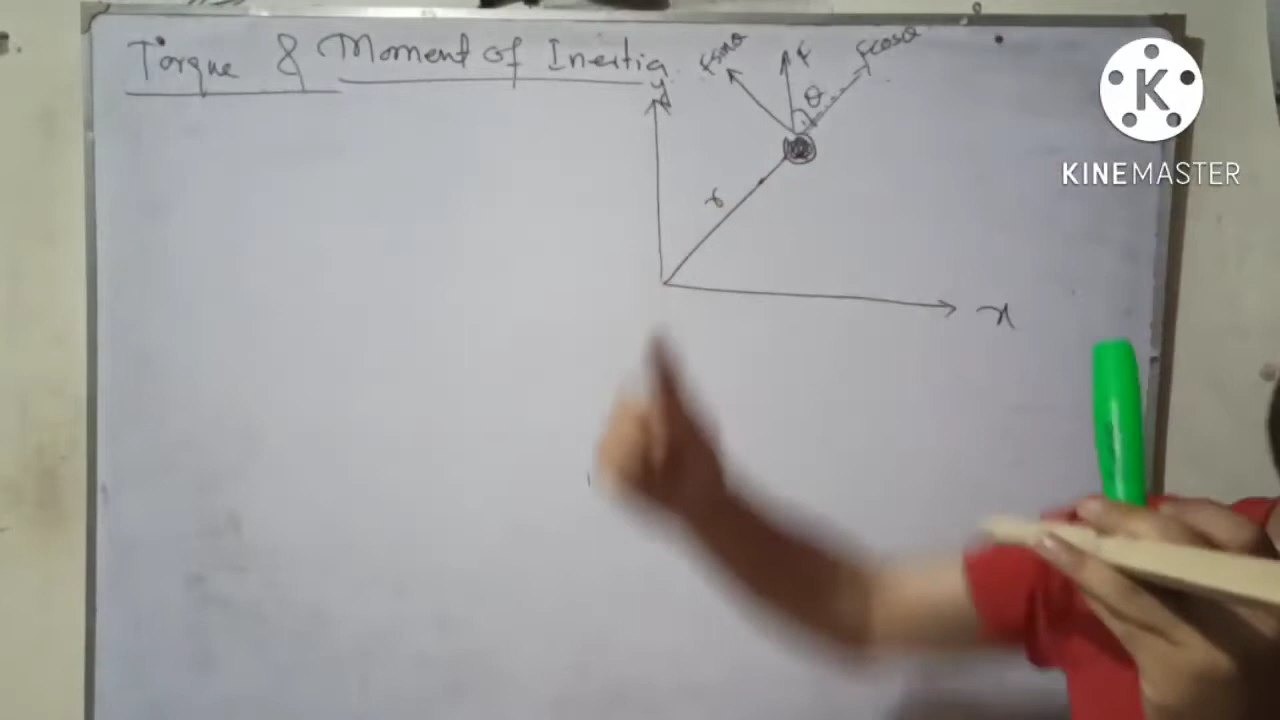 Torque & Moment of Inertia
y
Fsinθ
F
Fcosθ
θ
r
x
K
KINEMASTER